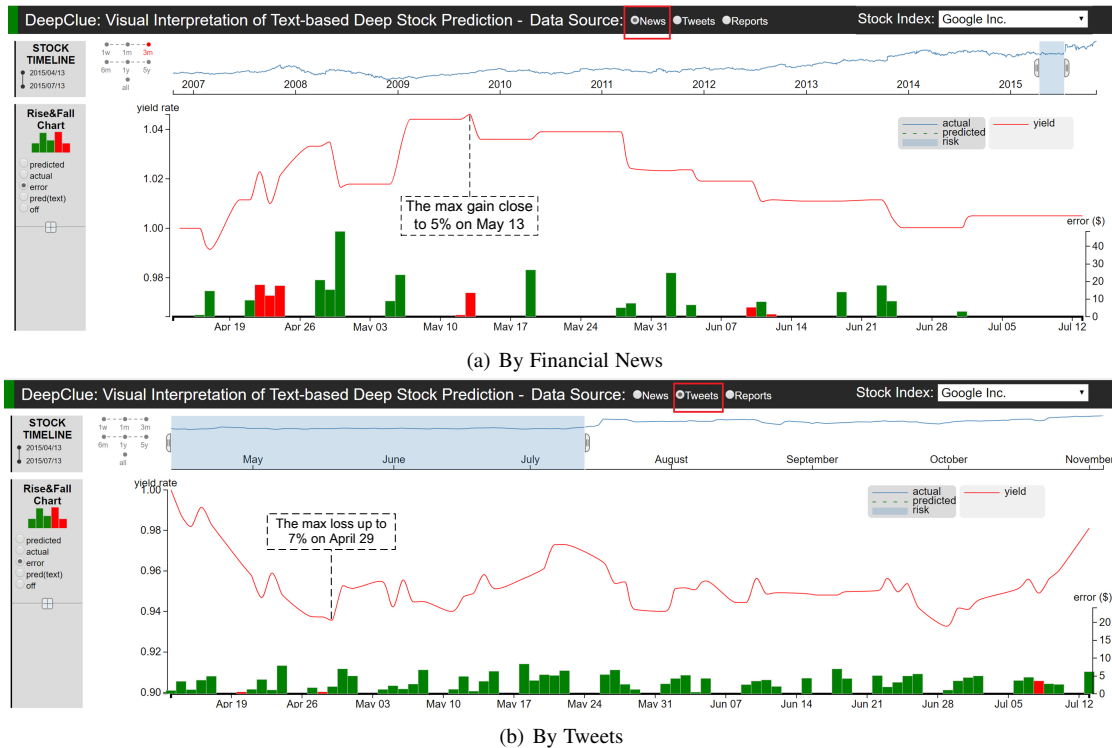 DeepClue: Visual Interpretation of Text-based Deep Stock Prediction - Data Source: News Tweets Reports Stock Index: Google Inc.
STOCK
TIMELINE
2015/04/13
2015/07/13
1w 1m 3m
6m 1y 5y
all
2007 2008 2009 2010 2011 2012 2013 2014 2015
Rise&Fall
Chart
predicted
actual
error
pred(text)
off
yield rate
1.04
1.02
1.00
0.98
actual
predicted
risk
yield
The max gain close
to 5% on May 13
error ($)
40
30
20
10
0
Apr 19 Apr 26 May 03 May 10 May 17 May 24 May 31 Jun 07 Jun 14 Jun 21 Jun 28 Jul 05 Jul 12
(a) By Financial News
DeepClue: Visual Interpretation of Text-based Deep Stock Prediction - Data Source: News Tweets Reports Stock Index: Google Inc.
STOCK
TIMELINE
2015/04/13
2015/07/13
1w 1m 3m
6m 1y 5y
all
May June July August September October November
Rise&Fall
Chart
predicted
actual
error
pred(text)
off
yield rate
1.00
0.98
0.96
0.94
0.92
0.90
actual
predicted
risk
yield
The max loss up to
7% on April 29
error ($)
20
15
10
5
0
Apr 19 Apr 26 May 03 May 10 May 17 May 24 May 31 Jun 07 Jun 14 Jun 21 Jun 28 Jul 05 Jul 12
(b) By Tweets